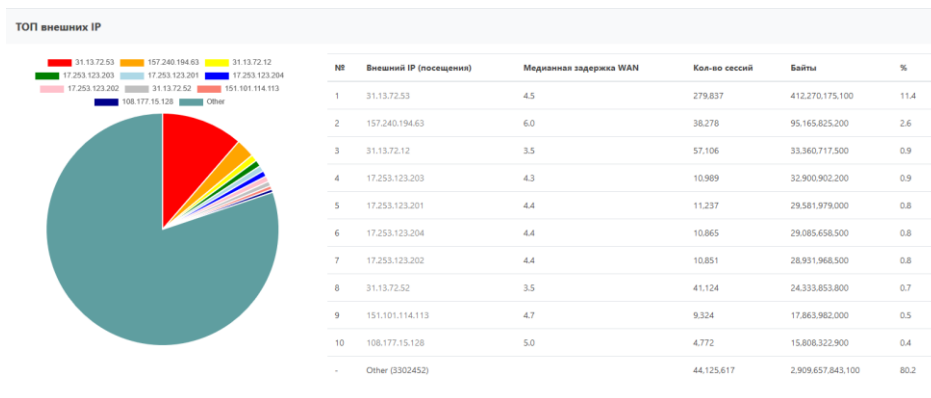 ТОП внешних IP
31.13.72.53 157.240.194.63 31.13.72.12
17.253.123.203 17.253.123.201 17.253.123.204
17.253.123.202 31.13.72.52 151.101.114.113
108.177.15.128 Other
№ Внешний IP (посещения) Медианная задержка WAN Кол-во сессий Байты %
1 31.13.72.53 4.5 279,837 412,270,175,100 11.4
2 157.240.194.63 6.0 38,278 95,165,825,200 2.6
3 31.13.72.12 3.5 57,106 33,360,717,500 0.9
4 17.253.123.203 4.3 10,989 32,900,902,200 0.9
5 17.253.123.201 4.4 11,237 29,581,979,000 0.8
6 17.253.123.204 4.4 10,865 29,085,658,500 0.8
7 17.253.123.202 4.4 10,851 28,931,968,500 0.8
8 31.13.72.52 3.5 41,124 24,333,853,800 0.7
9 151.101.114.113 4.7 9,324 17,863,982,000 0.5
10 108.177.15.128 5.0 4,772 15,808,322,900 0.4
- Other (3302452) 44,125,617 2,909,657,843,100 80.2